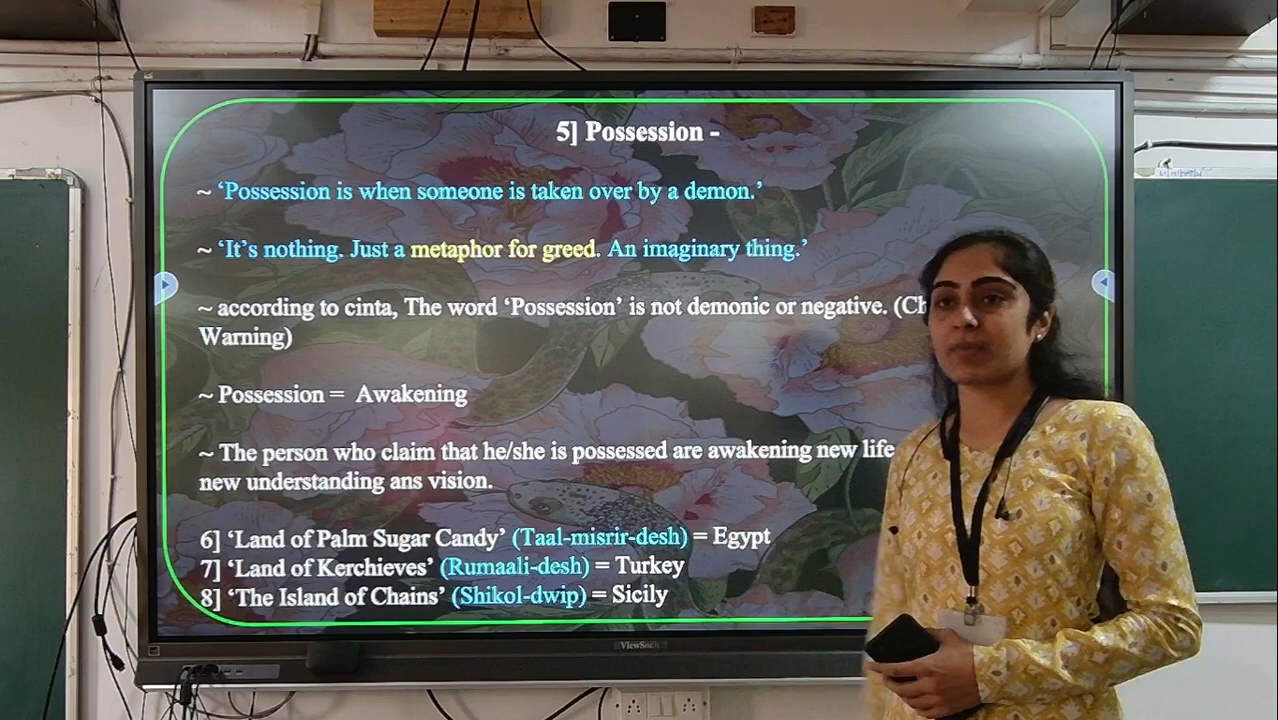 5] Possession -
~ ‘Possession is when someone is taken over by a demon.’
~ ‘It’s nothing. Just a metaphor for greed. An imaginary thing.’
~ according to cinta, The word ‘Possession’ is not demonic or negative.
Warning)
~ Possession = Awakening
~ The person who claim that he/she is possessed are awakening new life
new understanding ans vision.
6] ‘Land of Palm Sugar Candy’ (Taal-misrir-desh) = Egypt
7] ‘Land of Kerchieves’ (Rumaali-desh) = Turkey
8] ‘The Island of Chains’ (Shikol-dwip) = Sicily
ViewSonic